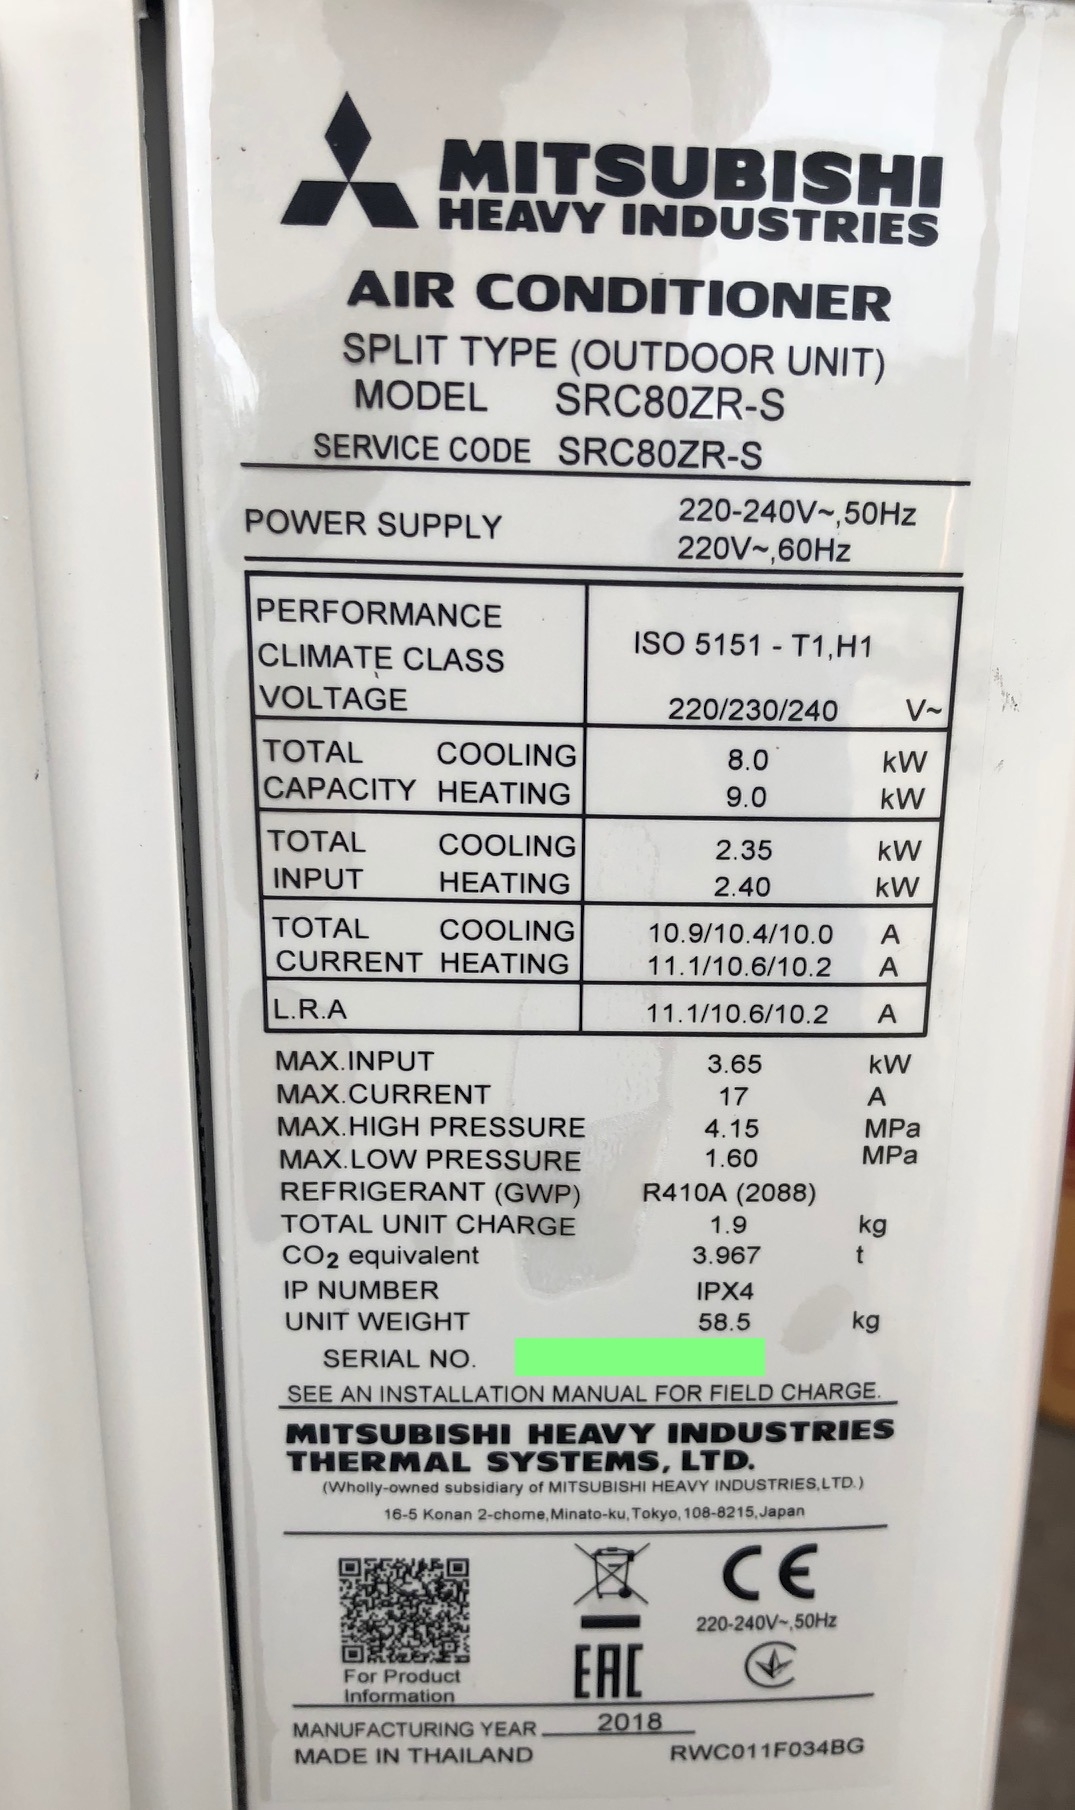 MITSUBISHI
HEAVY INDUSTRIES
AIR CONDITIONER
SPLIT TYPE (OUTDOOR UNIT)
MODEL SRC80ZR-S
SERVICE CODE SRC80ZR-S
POWER SUPPLY 220-240V~,50Hz
220V~,60Hz
PERFORMANCE
CLIMATE CLASS ISO 5151 - T1,H1
VOLTAGE 220/230/240 V~
TOTAL COOLING 8.0 kW
CAPACITY HEATING 9.0 kW
TOTAL COOLING 2.35 kW
INPUT HEATING 2.40 kW
TOTAL COOLING 10.9/10.4/10.0 A
CURRENT HEATING 11.1/10.6/10.2 A
L.R.A 11.1/10.6/10.2 A
MAX.INPUT 3.65 kW
MAX.CURRENT 17 A
MAX.HIGH PRESSURE 4.15 MPa
MAX.LOW PRESSURE 1.60 MPa
REFRIGERANT (GWP) R410A (2088)
TOTAL UNIT CHARGE 1.9 kg
CO₂ equivalent 3.967 t
IP NUMBER IPX4
UNIT WEIGHT 58.5 kg
SERIAL NO.
SEE AN INSTALLATION MANUAL FOR FIELD CHARGE.
MITSUBISHI HEAVY INDUSTRIES
THERMAL SYSTEMS, LTD.
(Wholly-owned subsidiary of MITSUBISHI HEAVY INDUSTRIES,LTD.)
16-5 Konan 2-chome,Minato-ku,Tokyo,108-8215,Japan
CE
220-240V~,50Hz
EAC
For Product
Information
MANUFACTURING YEAR 2018
MADE IN THAILAND RWC011F034BG